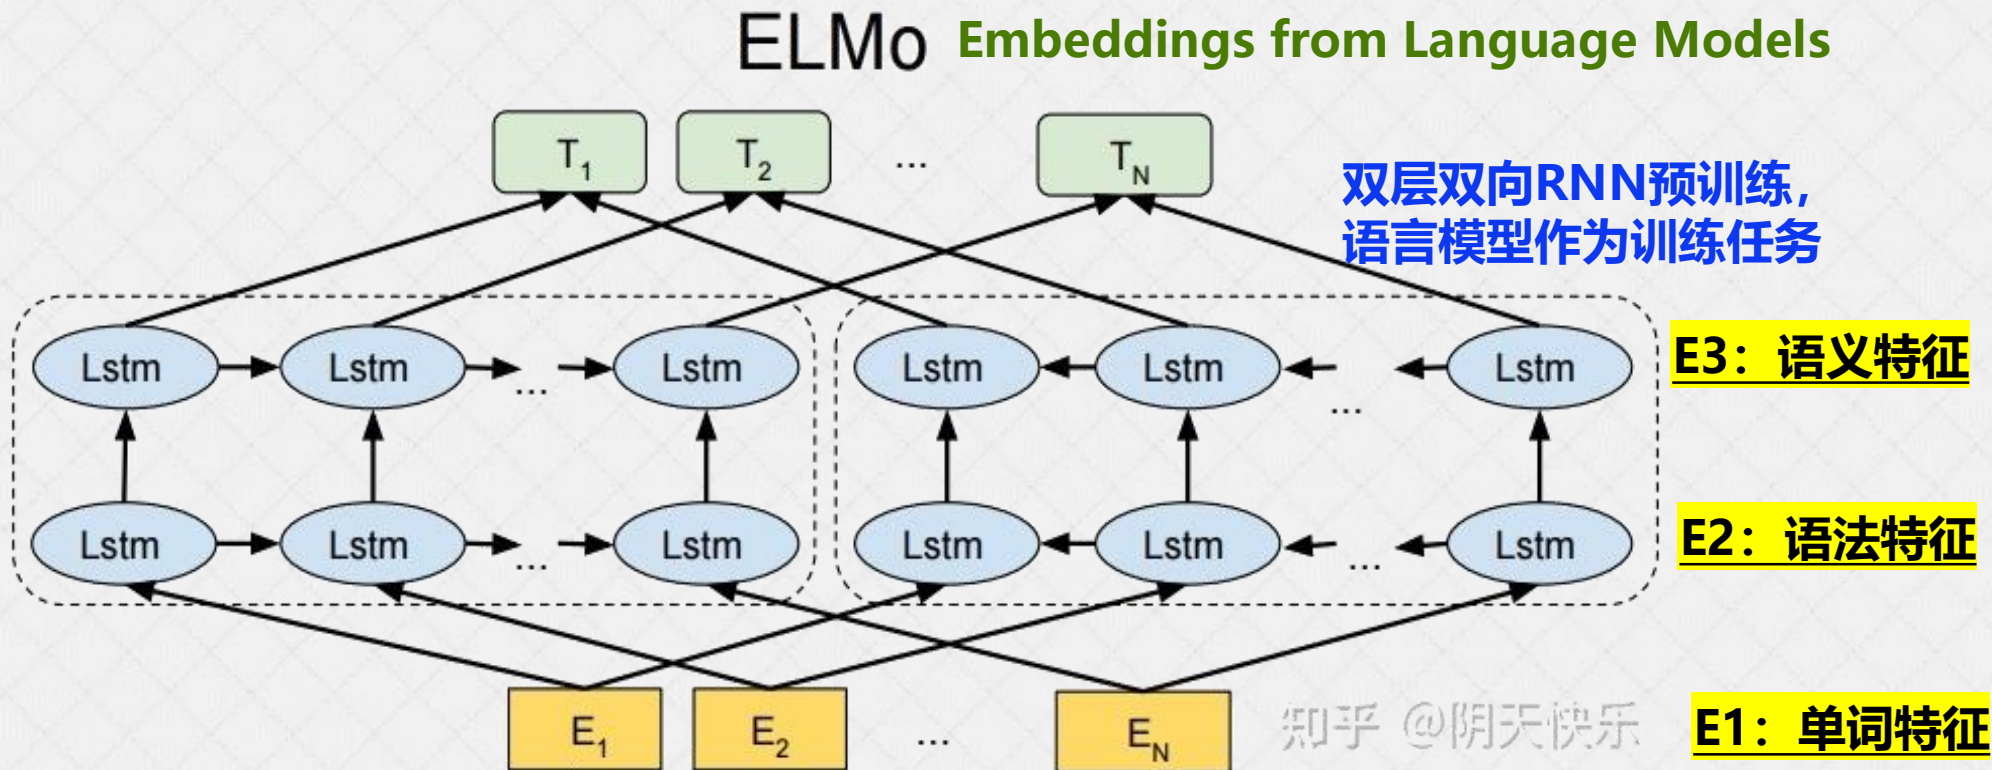 ELMo Embeddings from Language Models
T1 T2 ... TN
双层双向RNN预训练，
语言模型作为训练任务
Lstm Lstm ... Lstm Lstm Lstm ... Lstm
E3：语义特征
Lstm Lstm ... Lstm Lstm Lstm ... Lstm
E2：语法特征
E1 E2 ... EN
知乎 @阴天快乐
E1：单词特征